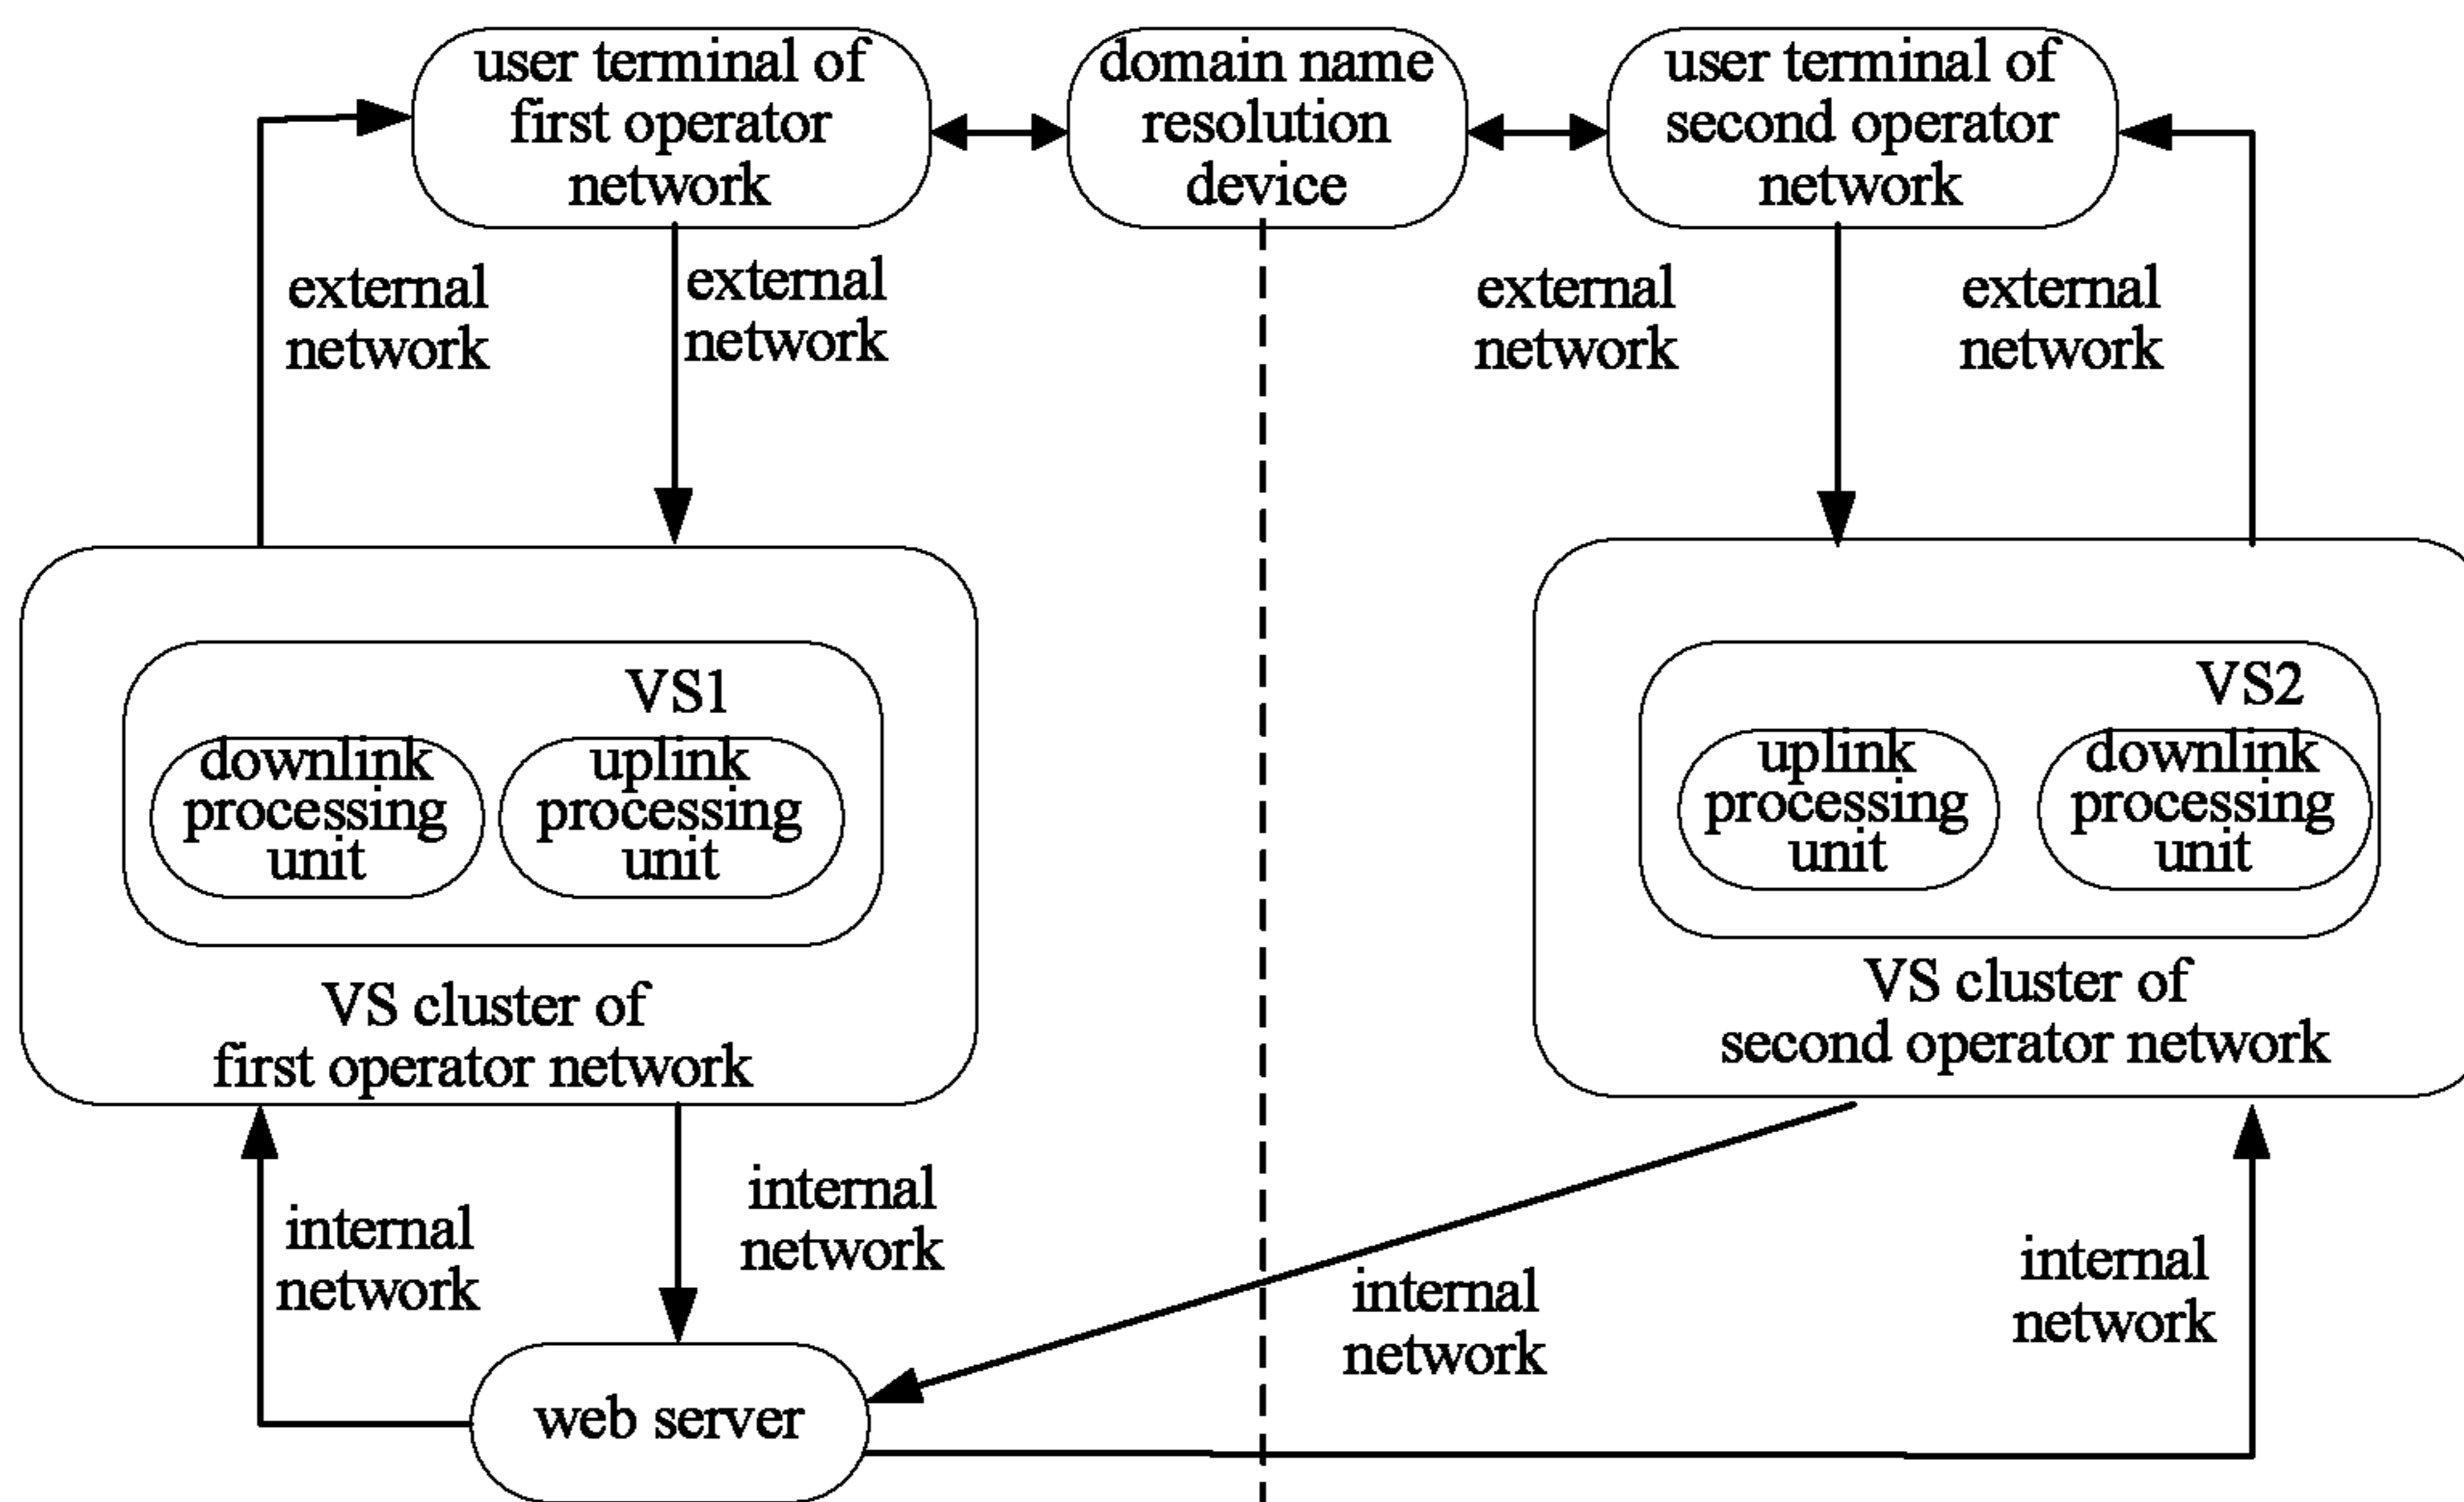 user terminal of
first operator
network
domain name
resolution
device
user terminal of
second operator
network
external
network
external
network
external
network
external
network
VS1
downlink
processing
unit
uplink
processing
unit
VS cluster of
first operator network
VS2
uplink
processing
unit
downlink
processing
unit
VS cluster of
second operator network
internal
network
internal
network
internal
network
internal
network
web server